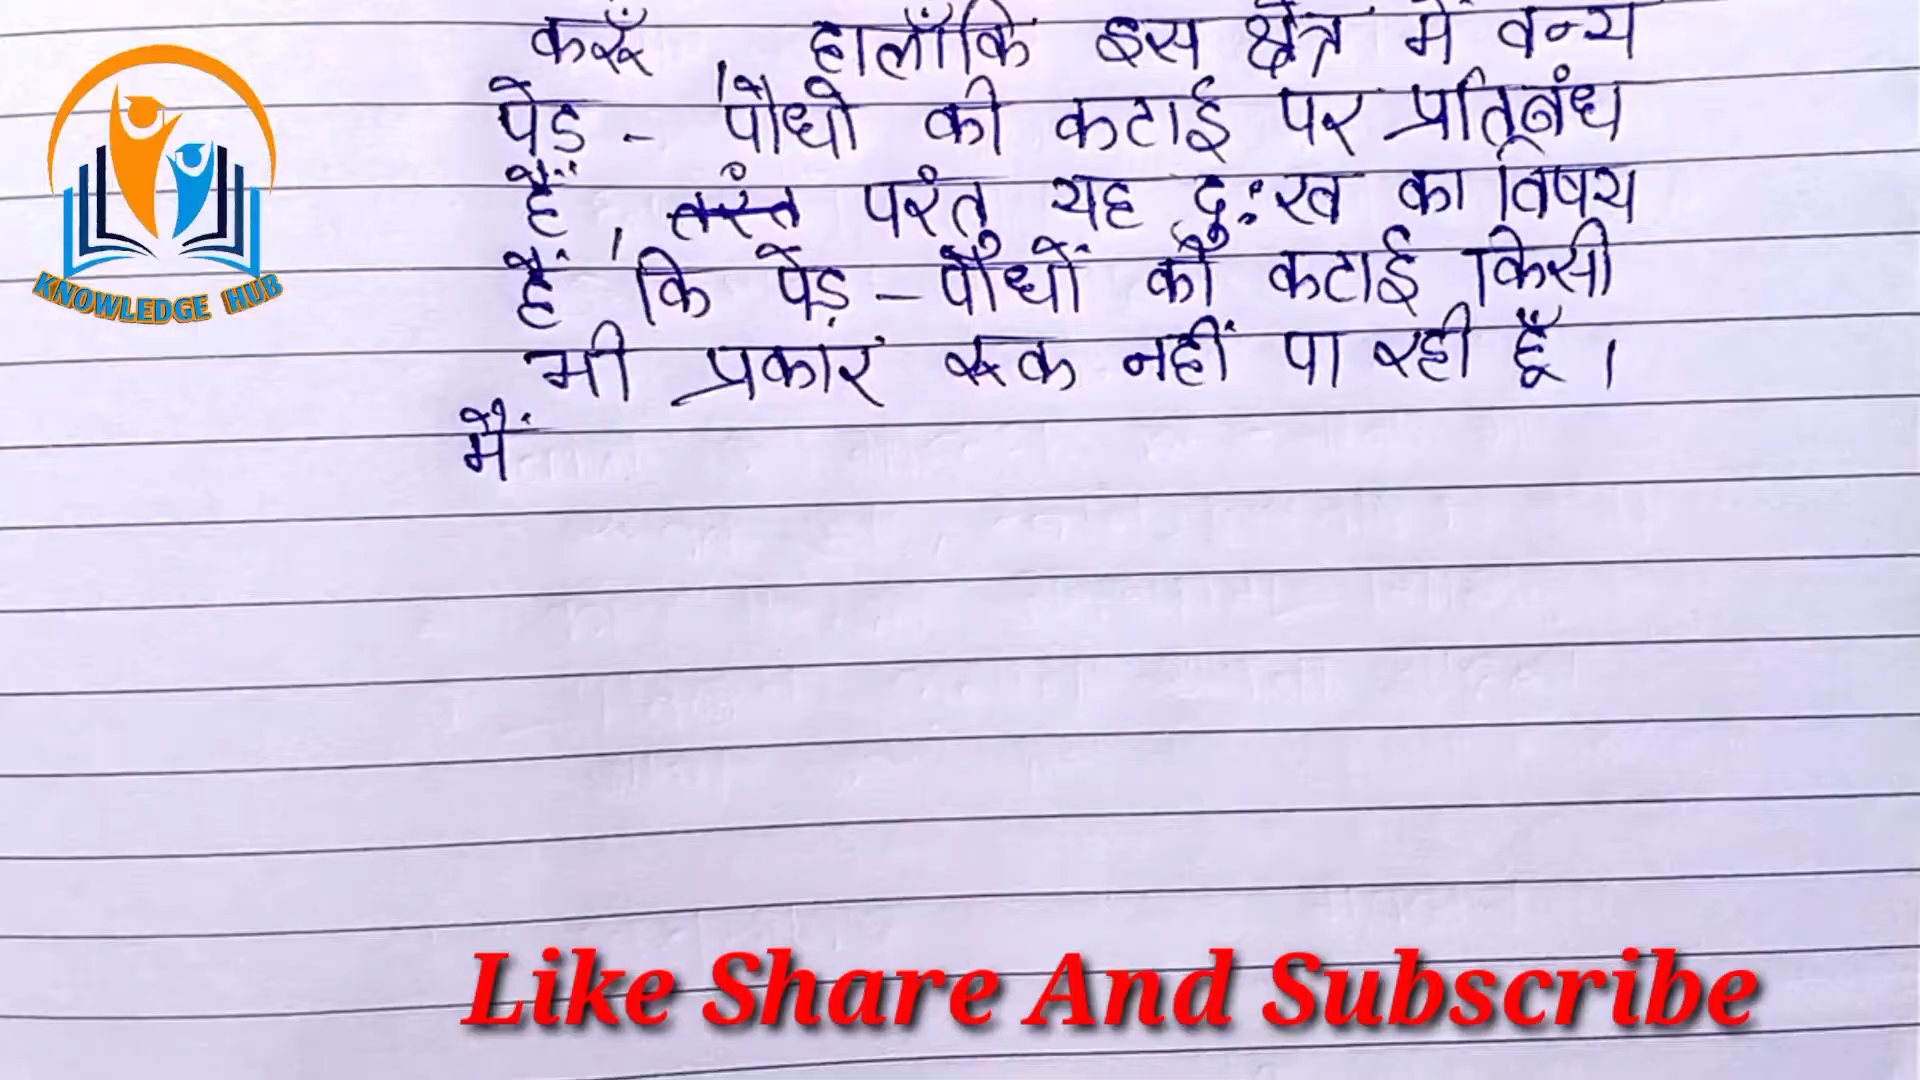 करूँ, हालाँकि इस क्षेत्र में वन्य
पेड़ - पौधो की कटाई पर प्रतिबंध
हैं, परंतु यह दु:ख का विषय
हैं कि पेड़ - पौधों की कटाई किसी
भी प्रकार रूक नहीं पा रही हूँ।
मैं
KNOWLEDGE HUB
Like Share And Subscribe